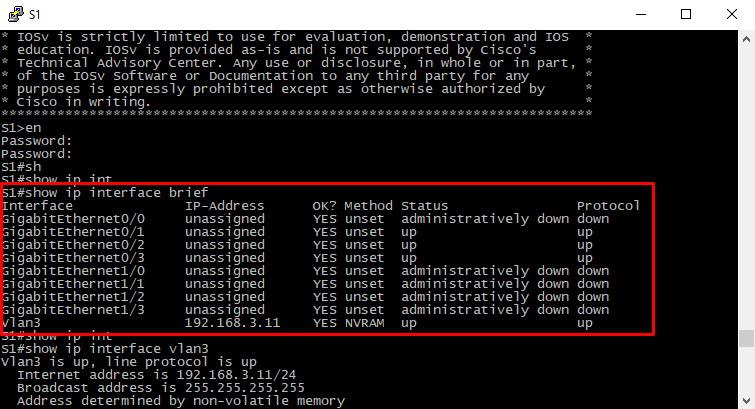 S1
* IOSv is strictly limited to use for evaluation, demonstration and IOS  *
* education. IOSv is provided as-is and is not supported by Cisco's      *
* Technical Advisory Center. Any use or disclosure, in whole or in part, *
* of the IOSv Software or Documentation to any third party for any       *
* purposes is expressly prohibited except as otherwise authorized by     *
* Cisco in writing.                                                      *
**************************************************************************
S1>en
Password:
Password:
S1#sh
S1#show ip int
S1#show ip interface brief
Interface              IP-Address      OK? Method Status                Protocol
GigabitEthernet0/0     unassigned      YES unset  administratively down down
GigabitEthernet0/1     unassigned      YES unset  up                    up
GigabitEthernet0/2     unassigned      YES unset  up                    up
GigabitEthernet0/3     unassigned      YES unset  up                    up
GigabitEthernet1/0     unassigned      YES unset  administratively down down
GigabitEthernet1/1     unassigned      YES unset  administratively down down
GigabitEthernet1/2     unassigned      YES unset  administratively down down
GigabitEthernet1/3     unassigned      YES unset  administratively down down
Vlan3                  192.168.3.11    YES NVRAM  up                    up
S1#show ip int
S1#show ip interface vlan3
Vlan3 is up, line protocol is up
  Internet address is 192.168.3.11/24
  Broadcast address is 255.255.255.255
  Address determined by non-volatile memory